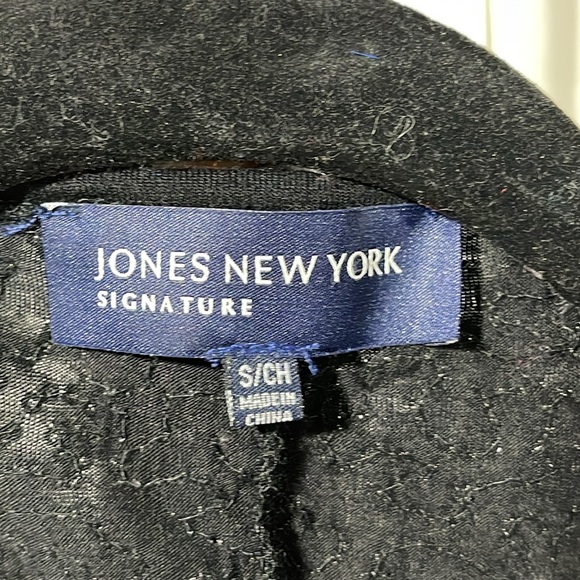 JONES NEW YORK
SIGNATURE
S/CH
MADE IN
CHINA